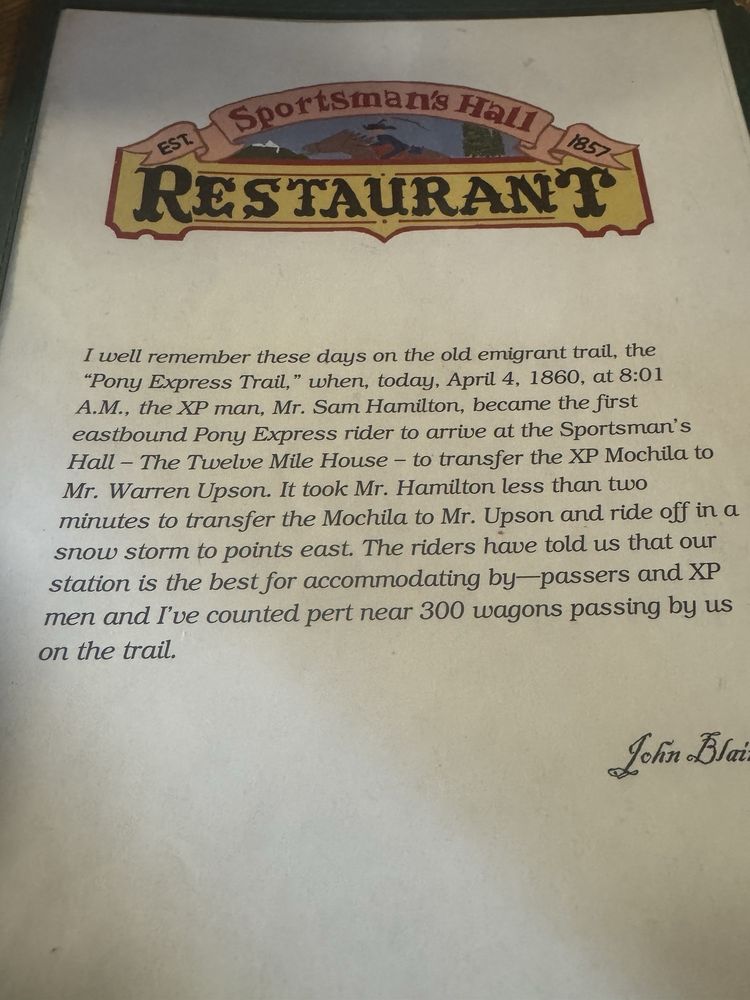 Sportsman's Hall
EST. 1857
RESTAURANT
I well remember these days on the old emigrant trail, the
“Pony Express Trail,” when, today, April 4, 1860, at 8:01
A.M., the XP man, Mr. Sam Hamilton, became the first
eastbound Pony Express rider to arrive at the Sportsman's
Hall – The Twelve Mile House – to transfer the XP Mochila to
Mr. Warren Upson. It took Mr. Hamilton less than two
minutes to transfer the Mochila to Mr. Upson and ride off in a
snow storm to points east. The riders have told us that our
station is the best for accommodating by—passers and XP
men and I've counted pert near 300 wagons passing by us
on the trail.
John